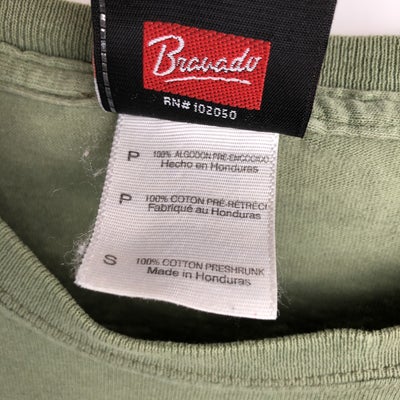 Bravado
RN#102050
P 100% ALGODON PRE-ENCOGIDO
Hecho en Honduras
P 100% COTON PRÉ-RÉTRÉCI
Fabriqué au Honduras
S 100% COTTON PRESHRUNK
Made in Honduras